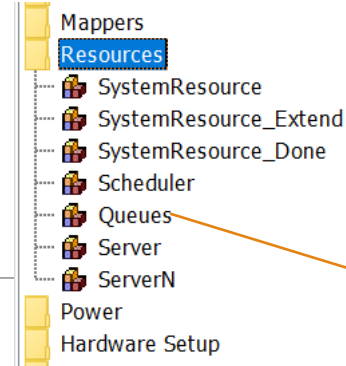 Mappers
Resources
SystemResource
SystemResource_Extend
SystemResource_Done
Scheduler
Queues
Server
ServerN
Power
Hardware Setup